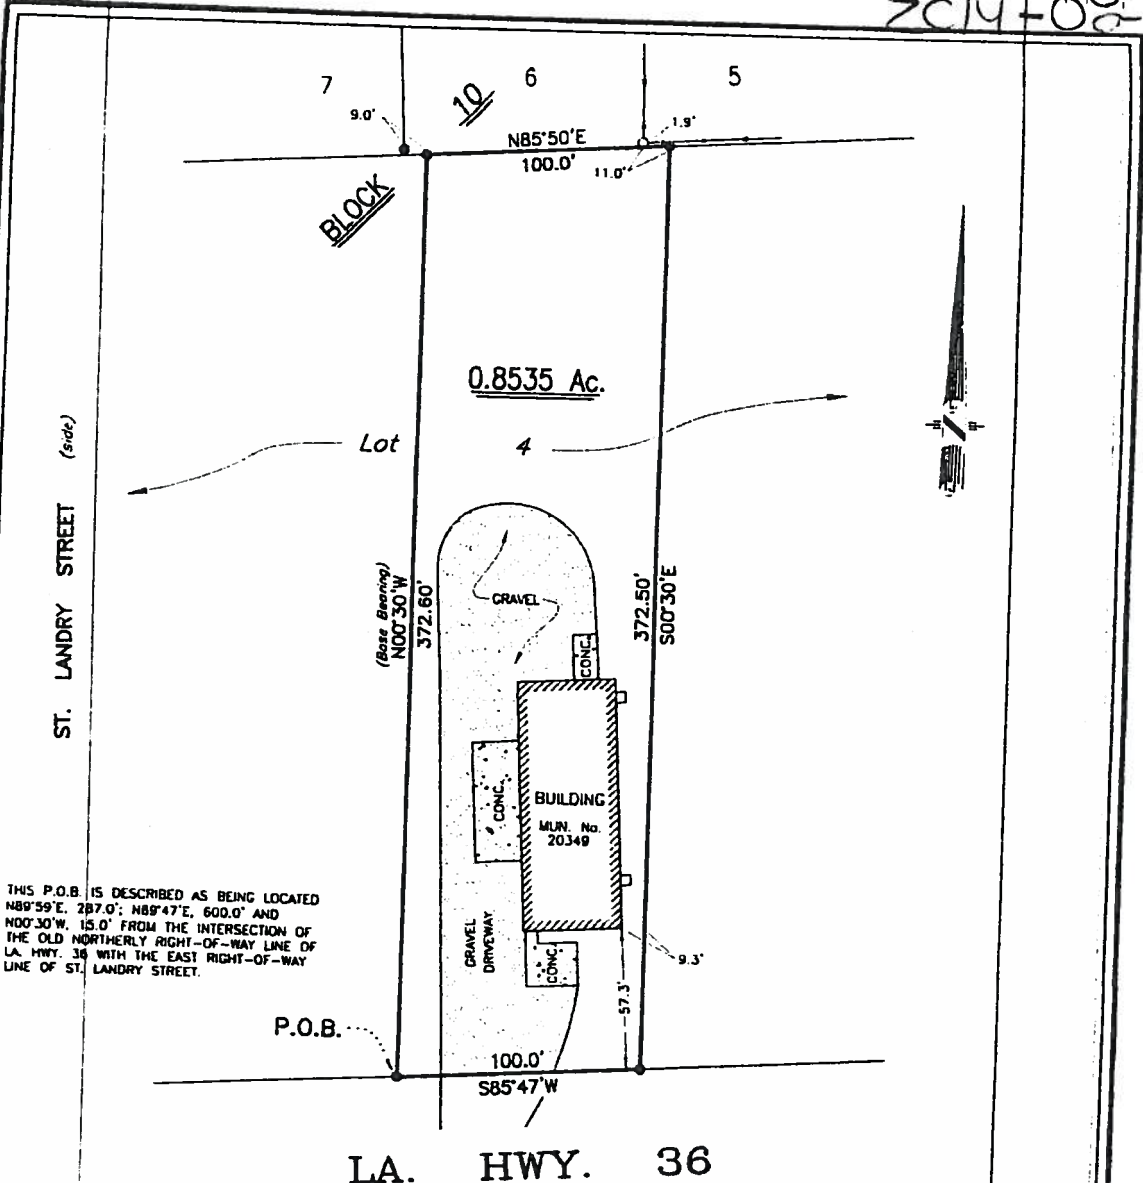 7
6
5
10
9.0'
1.9'
N85°50'E
100.0'
11.0'
BLOCK
0.8535 Ac.
Lot 4
ST. LANDRY STREET (side)
(Base Bearing)
N00°30'W
372.60'
372.50'
S00°30'E
GRAVEL
CONC.
CONC.
BUILDING
MUN. No.
20349
THIS P.O.B. IS DESCRIBED AS BEING LOCATED
N89°59'E, 287.0'; N89°47'E, 600.0' AND
N00°30'W, 15.0' FROM THE INTERSECTION OF
THE OLD NORTHERLY RIGHT-OF-WAY LINE OF
LA. HWY. 36 WITH THE EAST RIGHT-OF-WAY
LINE OF ST. LANDRY STREET.
GRAVEL
DRIVEWAY
CONC.
9.3'
57.3'
P.O.B.
100.0'
S85°47'W
LA. HWY. 36